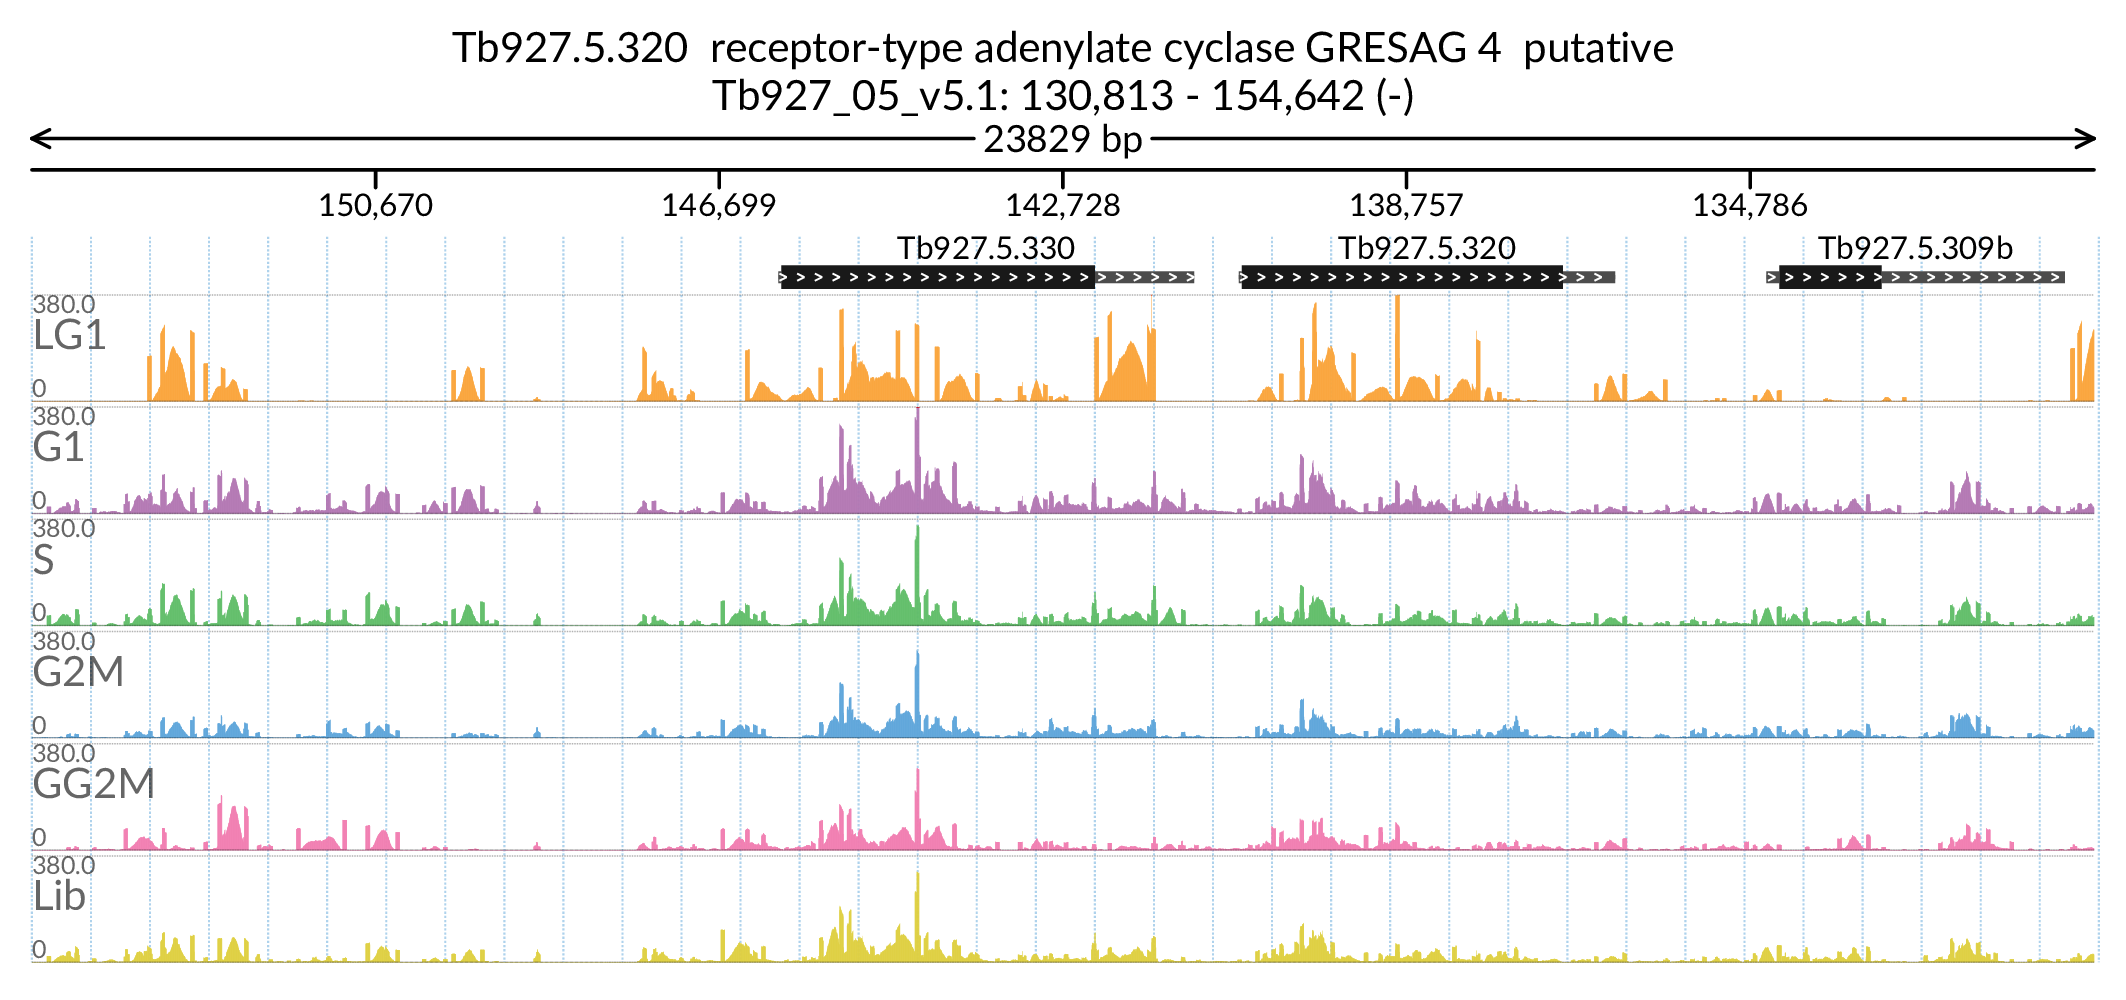 Tb927.5.320  receptor-type adenylate cyclase GRESAG 4  putative
Tb927_05_v5.1: 130,813 - 154,642 (-)
23829 bp
150,670 146,699 142,728 138,757 134,786
Tb927.5.330 Tb927.5.320 Tb927.5.309b
380.0
LG1
0
380.0
G1
0
380.0
S
0
380.0
G2M
0
380.0
GG2M
0
380.0
Lib
0